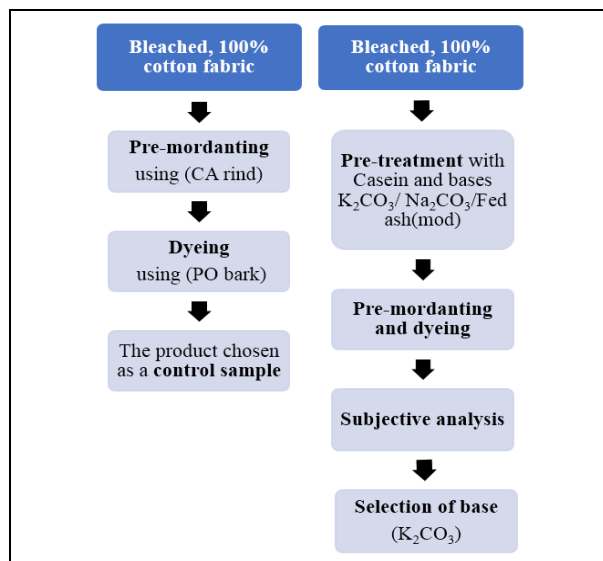 Bleached, 100%
cotton fabric
Pre-mordanting
using (CA rind)
Dyeing
using (PO bark)
The product chosen
as a control sample
Bleached, 100%
cotton fabric
Pre-treatment with
Casein and bases
K₂CO₃/ Na₂CO₃/Fed
ash(mod)
Pre-mordanting
and dyeing
Subjective analysis
Selection of base
(K₂CO₃)